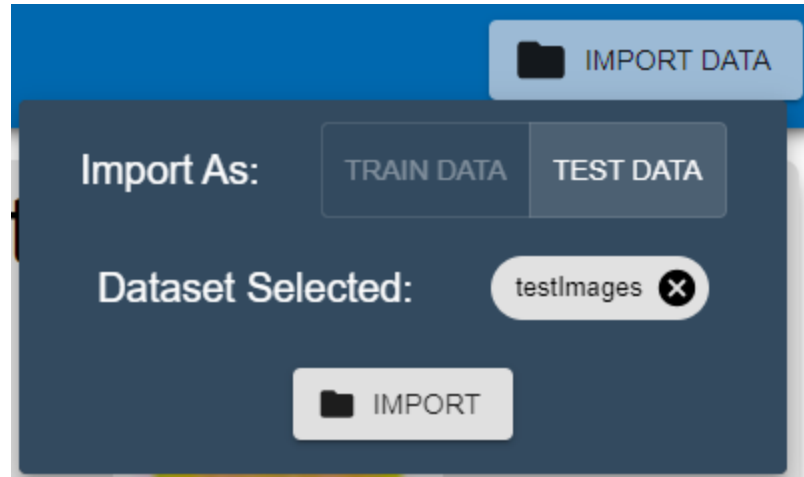 IMPORT DATA
Import As: TRAIN DATA TEST DATA
Dataset Selected: testImages
IMPORT